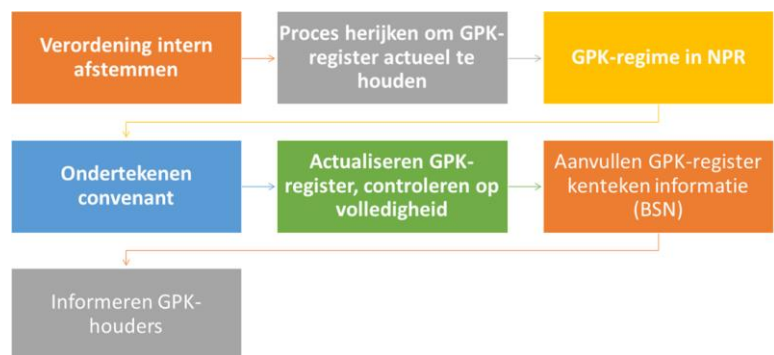 Verordening intern
afstemmen
Proces herijken om GPK-
register actueel te
houden
GPK-regime in NPR
Ondertekenen
convenant
Actualiseren GPK-
register, controleren op
volledigheid
Aanvullen GPK-register
kenteken informatie
(BSN)
Informeren GPK-
houders